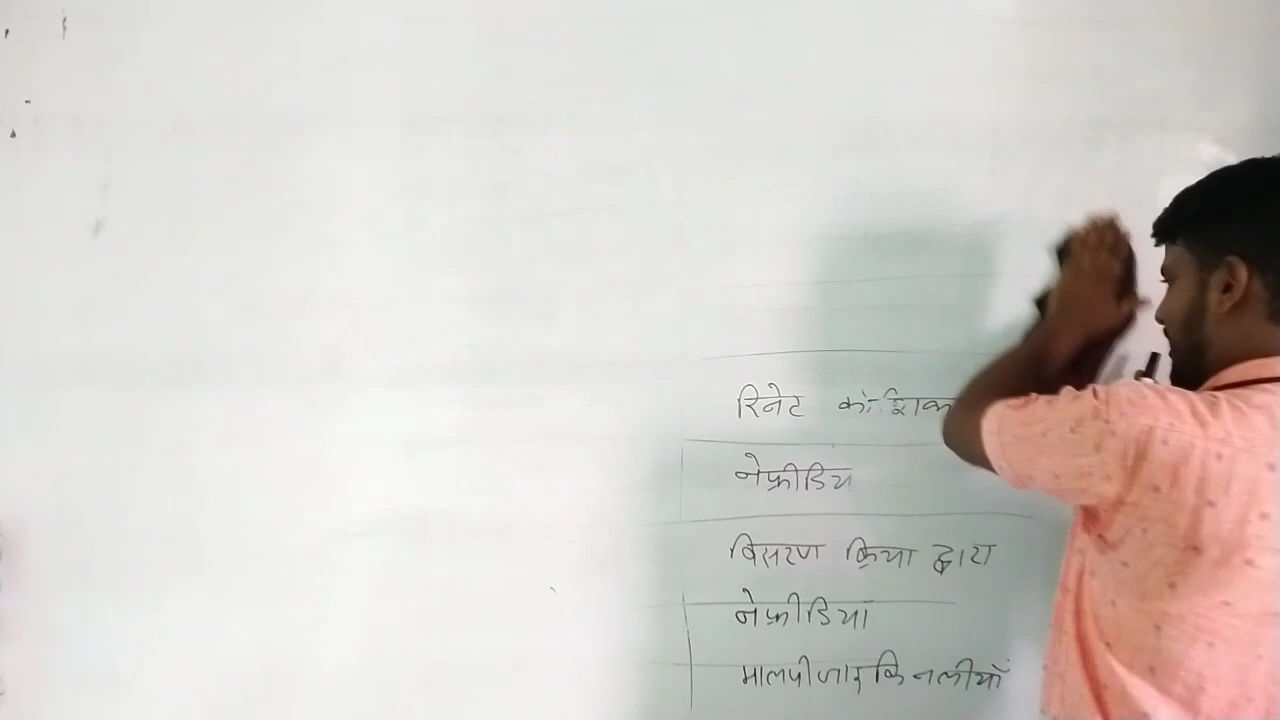 रिनेट
नेफ्रीडिय
विसरण क्रिया द्वारा
नेफ्रीडिया
मालपीजाइ कि नलीयाँ